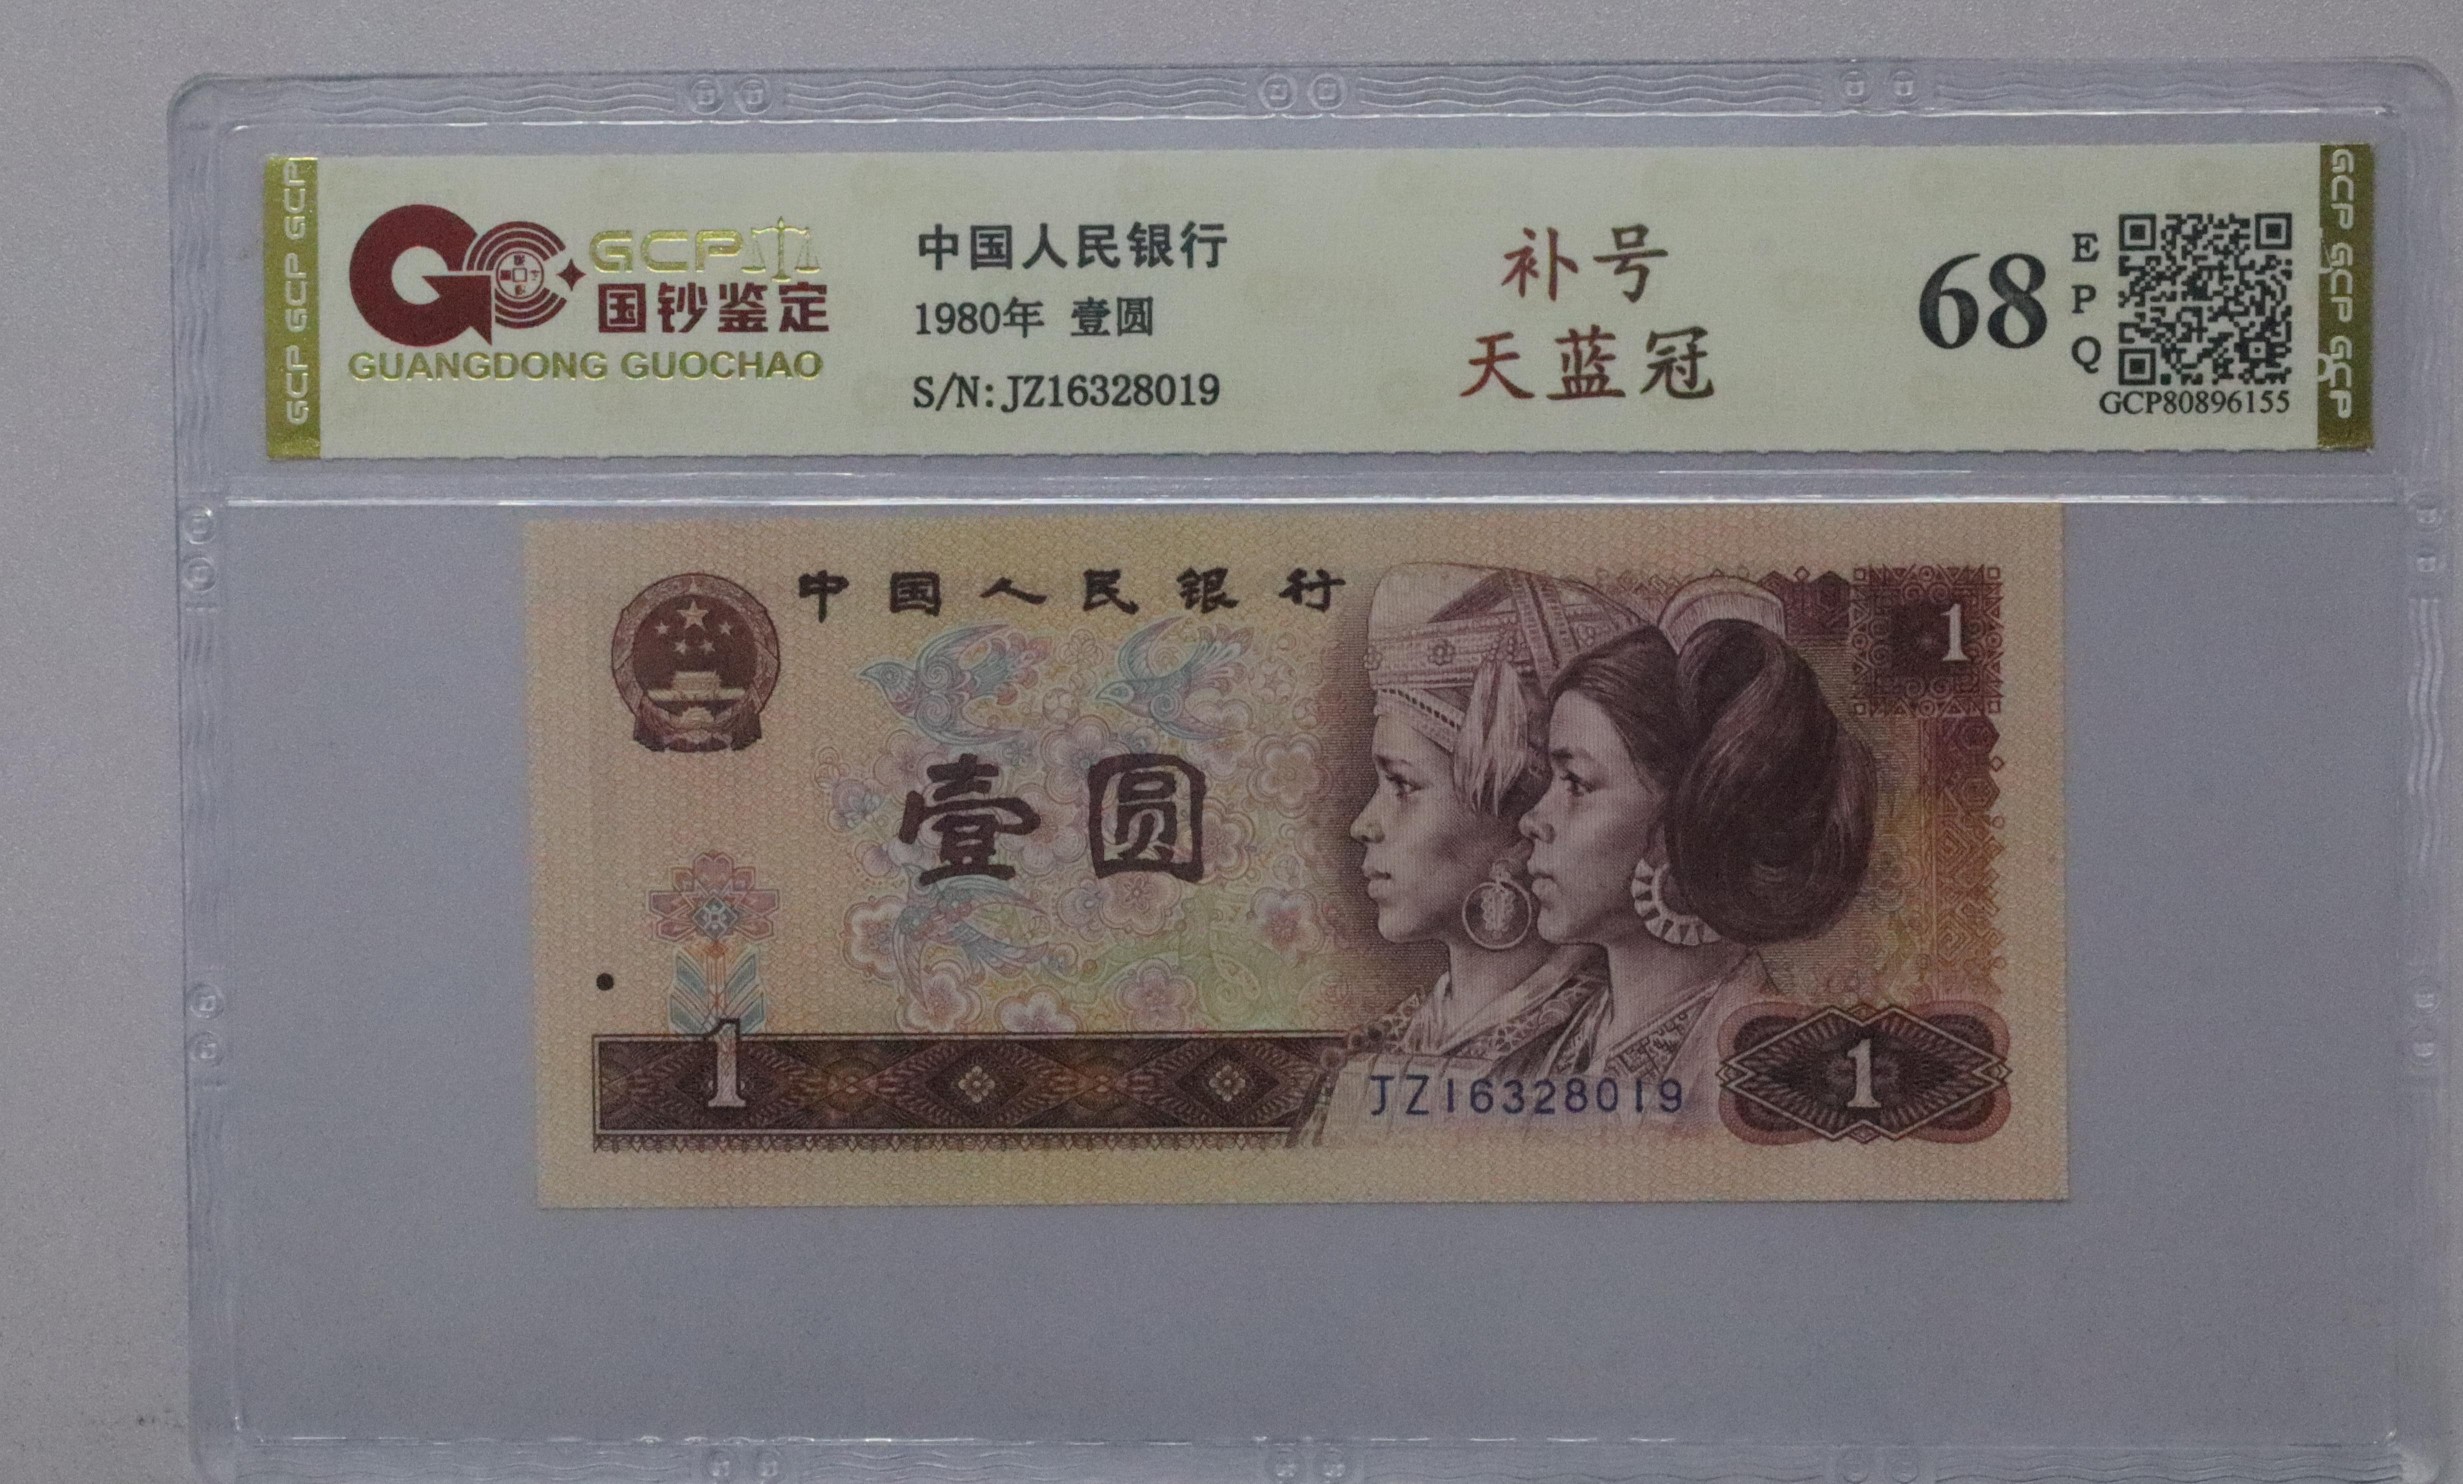 GCP GCP GCP
GCP
国钞鉴定
GUANGDONG GUOCHAO
中国人民银行
1980年 壹圆
S/N: JZ16328019
补号
天蓝冠
68
E
P
Q
GCP80896155
GCP GCP GCP
中国人民银行
1
壹圆
1
JZ16328019
1